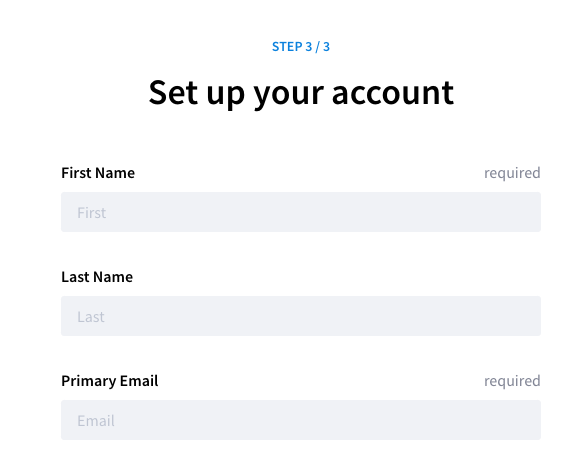 STEP 3 / 3
Set up your account
First Name required
First
Last Name
Last
Primary Email required
Email